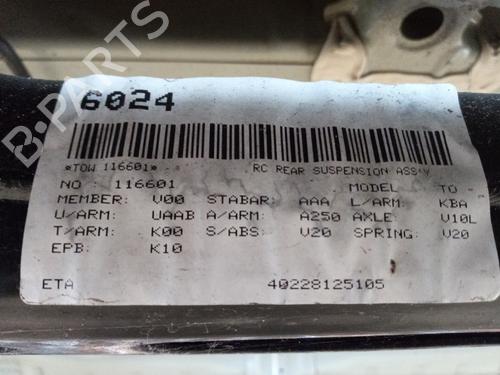 6024
*TOW 116601* RC REAR SUSPENSION ASS'Y
NO : 116601 MODEL : TO -
MEMBER: V00 STABAR: AAA L/ARM: KBA
U/ARM: UAAB A/ARM: A250 AXLE: V10L
T/ARM: K00 S/ABS: V20 SPRING: V20
EPB: K10
ETA 40228125105
B-PARTS